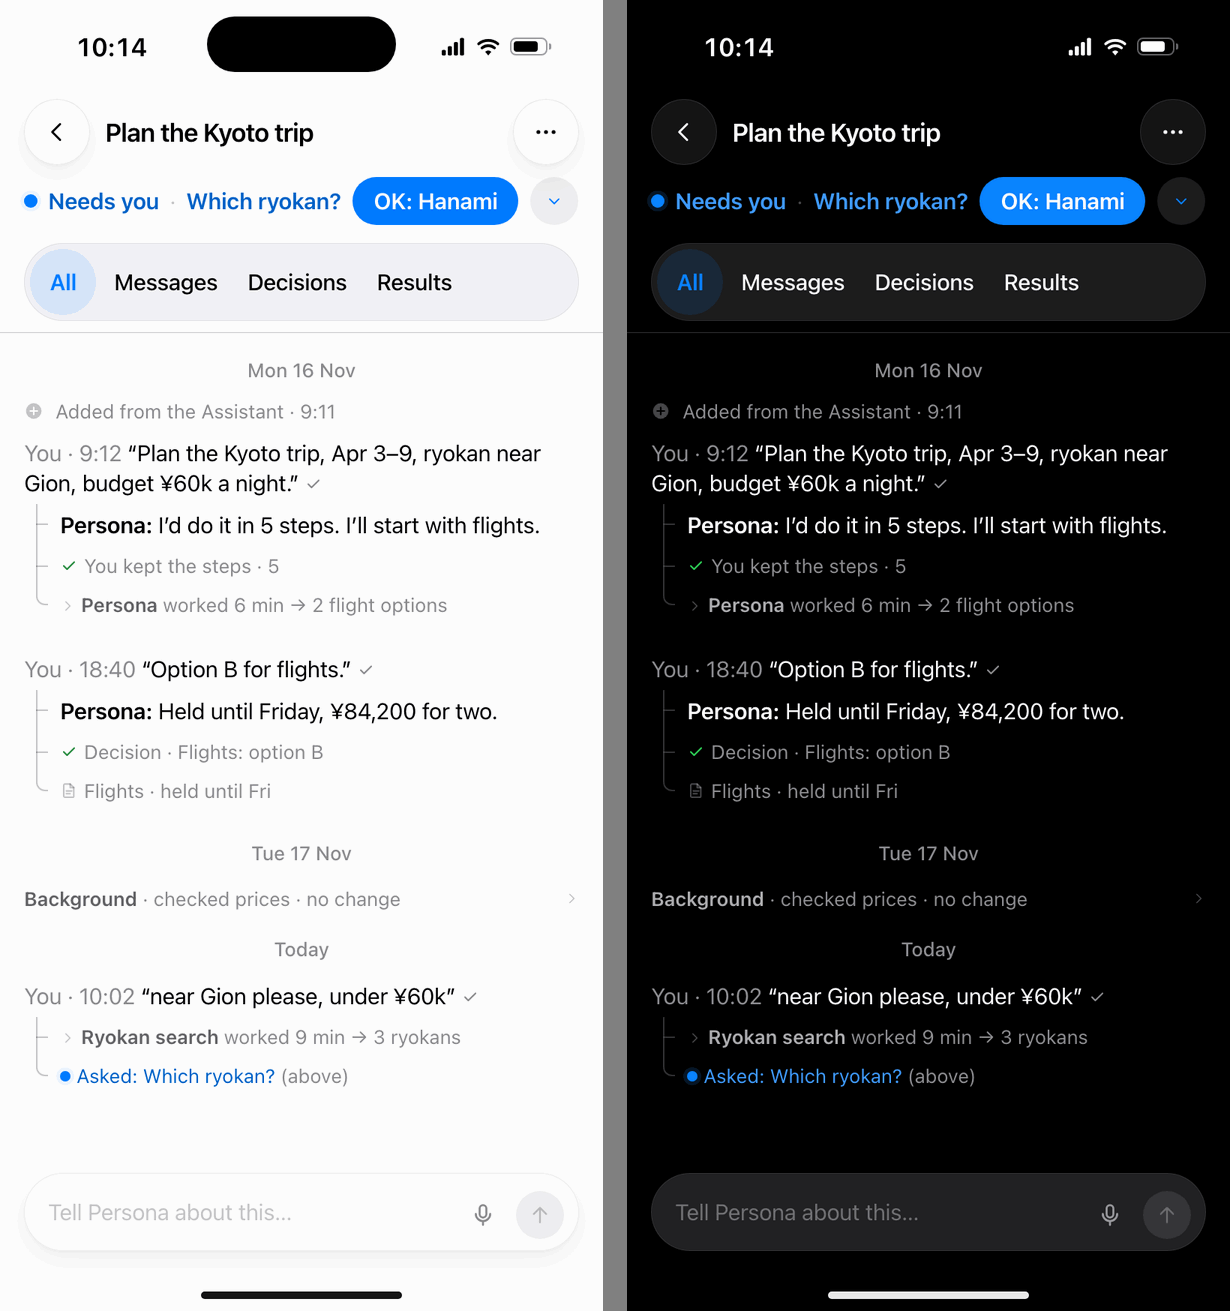 10:14
Plan the Kyoto trip
Needs you · Which ryokan? OK: Hanami
All Messages Decisions Results
Mon 16 Nov
Added from the Assistant · 9:11
You · 9:12 “Plan the Kyoto trip, Apr 3–9, ryokan near
Gion, budget ¥60k a night.” ✓
Persona: I’d do it in 5 steps. I’ll start with flights.
✓ You kept the steps · 5
› Persona worked 6 min → 2 flight options
You · 18:40 “Option B for flights.” ✓
Persona: Held until Friday, ¥84,200 for two.
✓ Decision · Flights: option B
Flights · held until Fri
Tue 17 Nov
Background · checked prices · no change ›
Today
You · 10:02 “near Gion please, under ¥60k” ✓
› Ryokan search worked 9 min → 3 ryokans
Asked: Which ryokan? (above)
Tell Persona about this...
10:14
Plan the Kyoto trip
Needs you · Which ryokan? OK: Hanami
All Messages Decisions Results
Mon 16 Nov
Added from the Assistant · 9:11
You · 9:12 “Plan the Kyoto trip, Apr 3–9, ryokan near
Gion, budget ¥60k a night.” ✓
Persona: I’d do it in 5 steps. I’ll start with flights.
✓ You kept the steps · 5
› Persona worked 6 min → 2 flight options
You · 18:40 “Option B for flights.” ✓
Persona: Held until Friday, ¥84,200 for two.
✓ Decision · Flights: option B
Flights · held until Fri
Tue 17 Nov
Background · checked prices · no change ›
Today
You · 10:02 “near Gion please, under ¥60k” ✓
› Ryokan search worked 9 min → 3 ryokans
Asked: Which ryokan? (above)
Tell Persona about this...